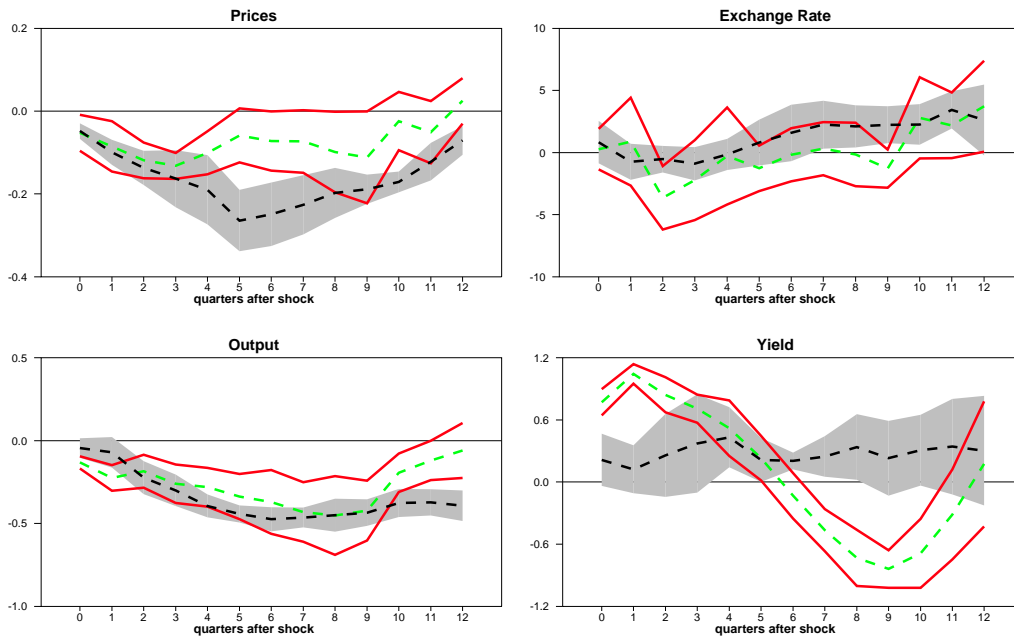 Prices
0.2
0.0
-0.2
-0.4
0 1 2 3 4 5 6 7 8 9 10 11 12
quarters after shock
Exchange Rate
10
5
0
-5
-10
0 1 2 3 4 5 6 7 8 9 10 11 12
quarters after shock
Output
0.5
0.0
-0.5
-1.0
0 1 2 3 4 5 6 7 8 9 10 11 12
quarters after shock
Yield
1.2
0.6
0.0
-0.6
-1.2
0 1 2 3 4 5 6 7 8 9 10 11 12
quarters after shock